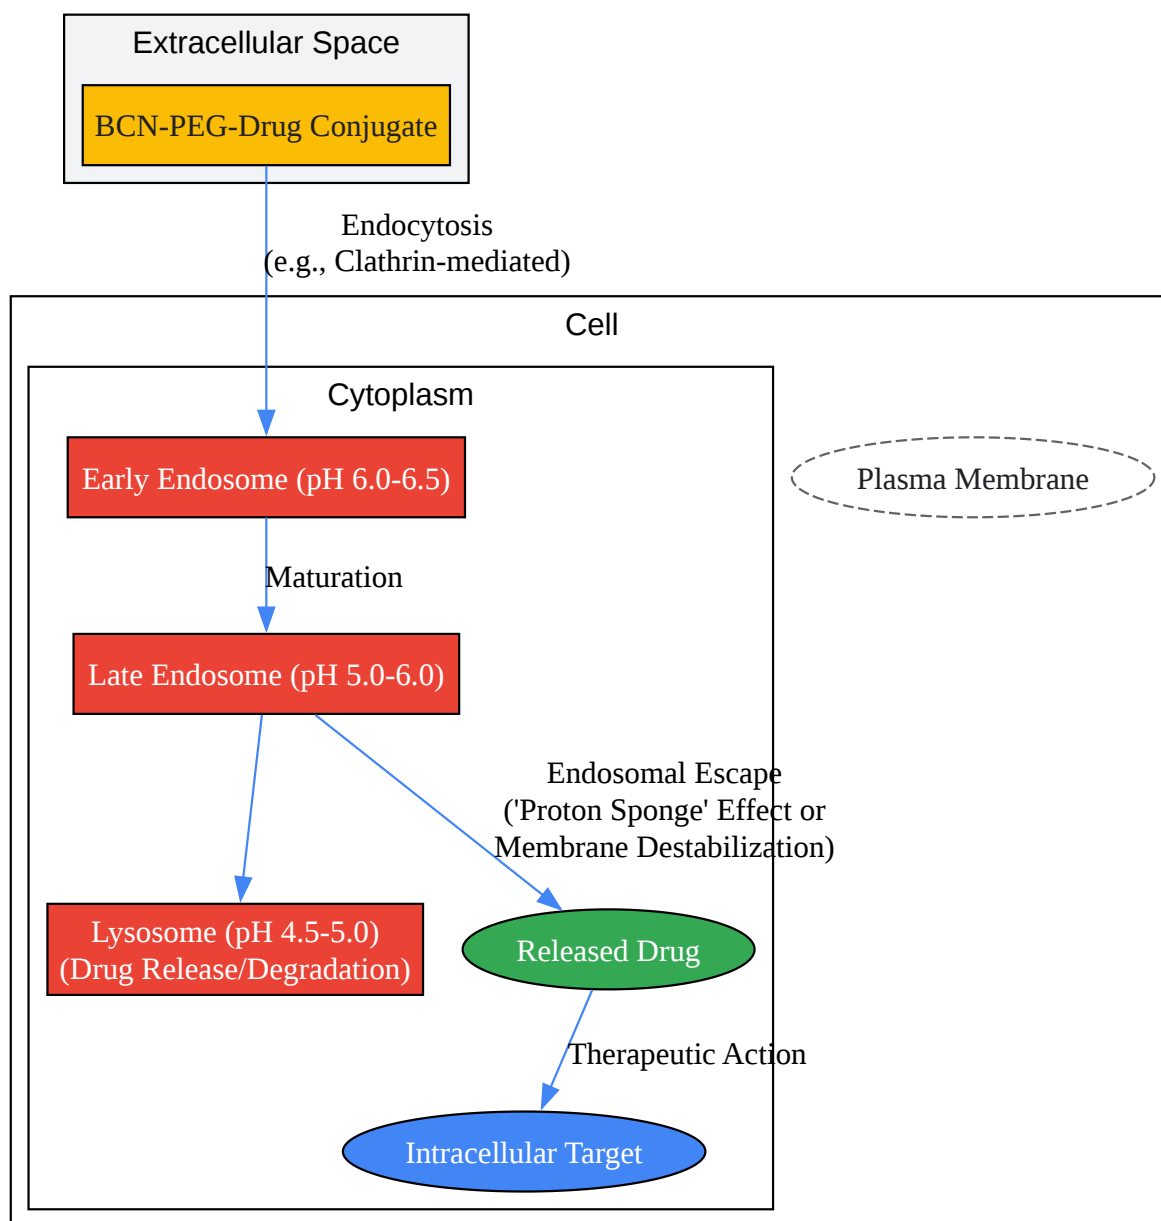 Extracellular Space
BCN-PEG-Drug Conjugate
Endocytosis
(e.g., Clathrin-mediated)
Cell
Cytoplasm
Early Endosome (pH 6.0-6.5)
Plasma Membrane
Maturation
Late Endosome (pH 5.0-6.0)
Endosomal Escape
('Proton Sponge' Effect or
Membrane Destabilization)
Lysosome (pH 4.5-5.0)
(Drug Release/Degradation)
Released Drug
Therapeutic Action
Intracellular Target